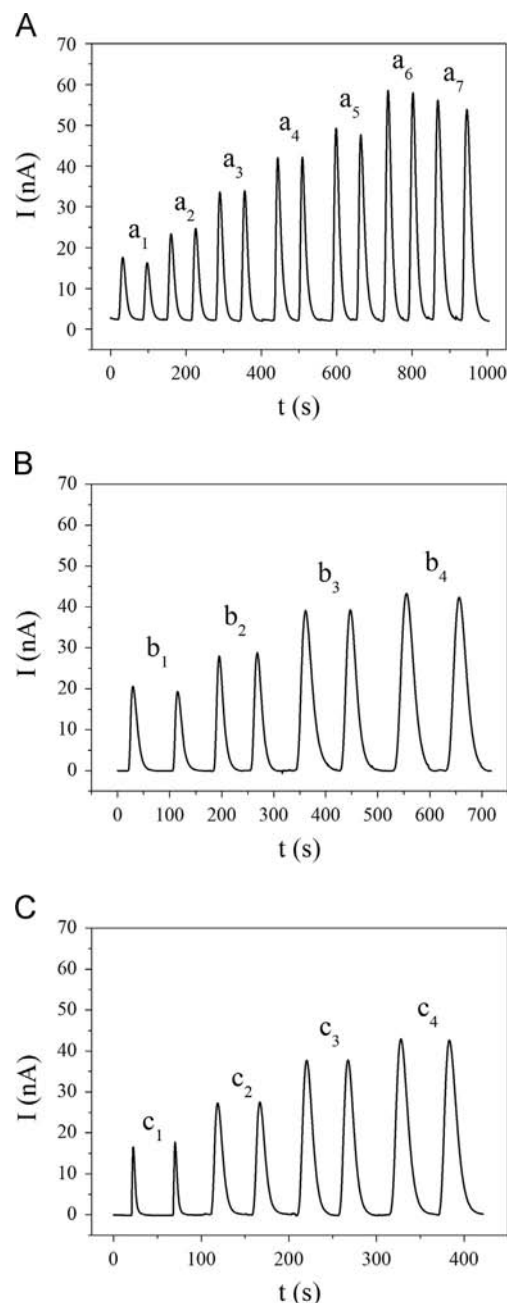 A
70
60
50
40
30
20
10
0
I (nA)
a₁
a₂
a₃
a₄
a₅
a₆
a₇
0 200 400 600 800 1000
t (s)
B
70
60
50
40
30
20
10
0
I (nA)
b₁
b₂
b₃
b₄
0 100 200 300 400 500 600 700
t (s)
C
70
60
50
40
30
20
10
0
I (nA)
c₁
c₂
c₃
c₄
0 100 200 300 400
t (s)